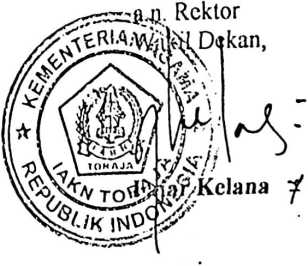 a.n. Rektor
Wakil Dekan,
KEMENTERIAN AGAMA
IAKN TORAJA
TORAJA
REPUBLIK INDONESIA
Kelana